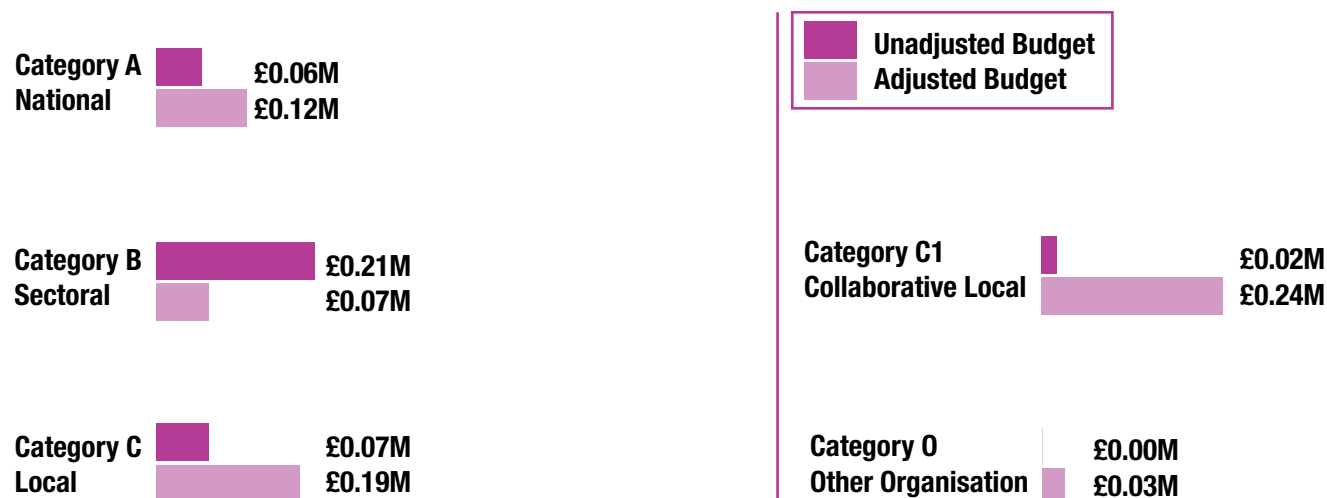 Category A
National
£0.06M
£0.12M
Category B
Sectoral
£0.21M
£0.07M
Category C
Local
£0.07M
£0.19M
Unadjusted Budget
Adjusted Budget
Category C1
Collaborative Local
£0.02M
£0.24M
Category O
Other Organisation
£0.00M
£0.03M